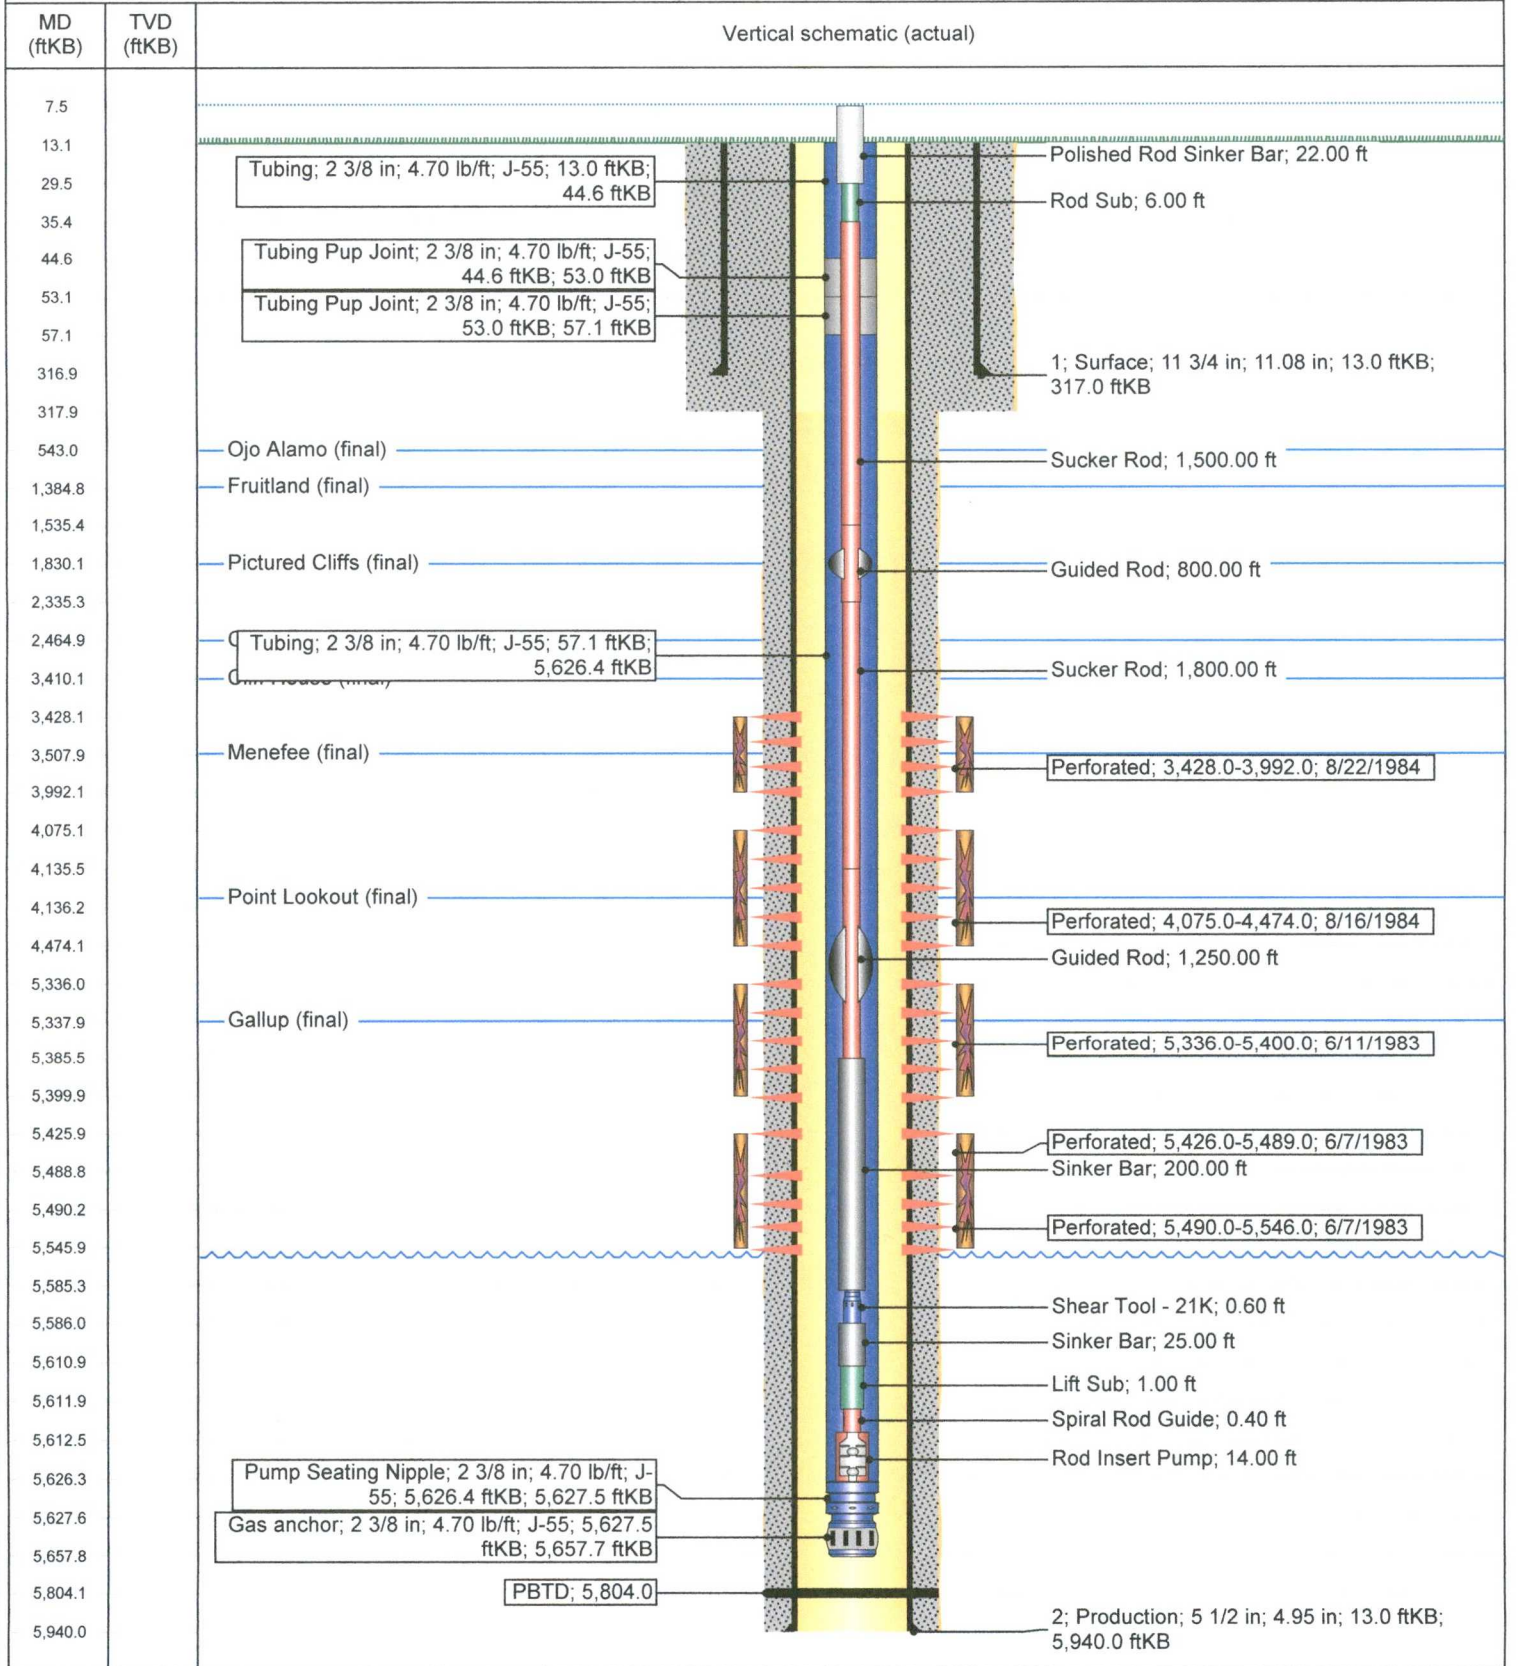 MD
(ftKB)
TVD
(ftKB)
Vertical schematic (actual)
7.5
13.1
29.5
35.4
44.6
53.1
57.1
316.9
317.9
543.0
1,384.8
1,535.4
1,830.1
2,335.3
2,464.9
3,410.1
3,428.1
3,507.9
3,992.1
4,075.1
4,135.5
4,136.2
4,474.1
5,336.0
5,337.9
5,385.5
5,399.9
5,425.9
5,488.8
5,490.2
5,545.9
5,585.3
5,586.0
5,610.9
5,611.9
5,612.5
5,626.3
5,627.6
5,657.8
5,804.1
5,940.0
Tubing; 2 3/8 in; 4.70 lb/ft; J-55; 13.0 ftKB;
44.6 ftKB
Tubing Pup Joint; 2 3/8 in; 4.70 lb/ft; J-55;
44.6 ftKB; 53.0 ftKB
Tubing Pup Joint; 2 3/8 in; 4.70 lb/ft; J-55;
53.0 ftKB; 57.1 ftKB
Ojo Alamo (final)
Fruitland (final)
Pictured Cliffs (final)
Tubing; 2 3/8 in; 4.70 lb/ft; J-55; 57.1 ftKB;
5,626.4 ftKB
Menefee (final)
Point Lookout (final)
Gallup (final)
Pump Seating Nipple; 2 3/8 in; 4.70 lb/ft; J-
55; 5,626.4 ftKB; 5,627.5 ftKB
Gas anchor; 2 3/8 in; 4.70 lb/ft; J-55; 5,627.5
ftKB; 5,657.7 ftKB
PBTD; 5,804.0
Polished Rod Sinker Bar; 22.00 ft
Rod Sub; 6.00 ft
1; Surface; 11 3/4 in; 11.08 in; 13.0 ftKB;
317.0 ftKB
Sucker Rod; 1,500.00 ft
Guided Rod; 800.00 ft
Sucker Rod; 1,800.00 ft
Perforated; 3,428.0-3,992.0; 8/22/1984
Perforated; 4,075.0-4,474.0; 8/16/1984
Guided Rod; 1,250.00 ft
Perforated; 5,336.0-5,400.0; 6/11/1983
Perforated; 5,426.0-5,489.0; 6/7/1983
Sinker Bar; 200.00 ft
Perforated; 5,490.0-5,546.0; 6/7/1983
Shear Tool - 21K; 0.60 ft
Sinker Bar; 25.00 ft
Lift Sub; 1.00 ft
Spiral Rod Guide; 0.40 ft
Rod Insert Pump; 14.00 ft
2; Production; 5 1/2 in; 4.95 in; 13.0 ftKB;
5,940.0 ftKB